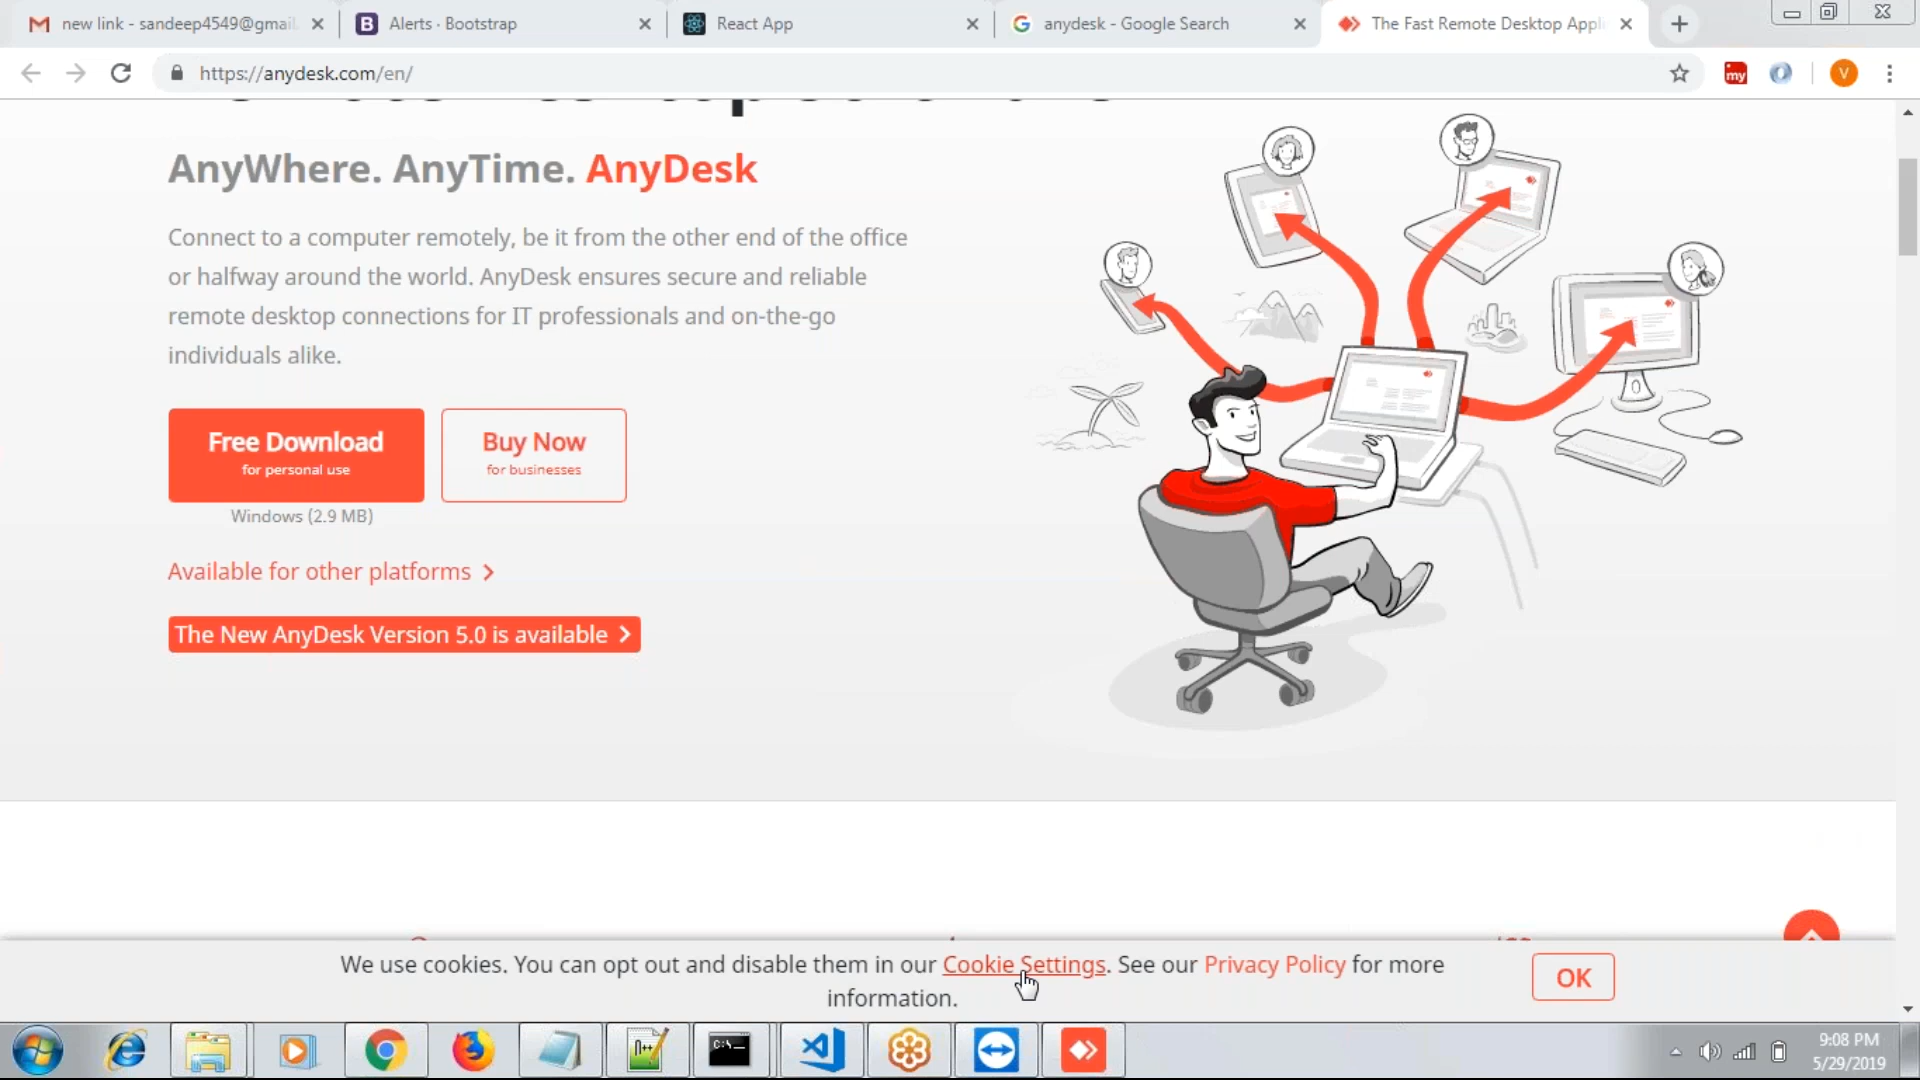 new link - sandeep4549@gmail.
Alerts · Bootstrap
React App
anydesk - Google Search
The Fast Remote Desktop Appli
https://anydesk.com/en/
my
V
AnyWhere. AnyTime. AnyDesk
Connect to a computer remotely, be it from the other end of the office
or halfway around the world. AnyDesk ensures secure and reliable
remote desktop connections for IT professionals and on-the-go
individuals alike.
Free Download
for personal use
Buy Now
for businesses
Windows (2.9 MB)
Available for other platforms
The New AnyDesk Version 5.0 is available
We use cookies. You can opt out and disable them in our Cookie Settings. See our Privacy Policy for more
information.
OK
9:08 PM
5/29/2019